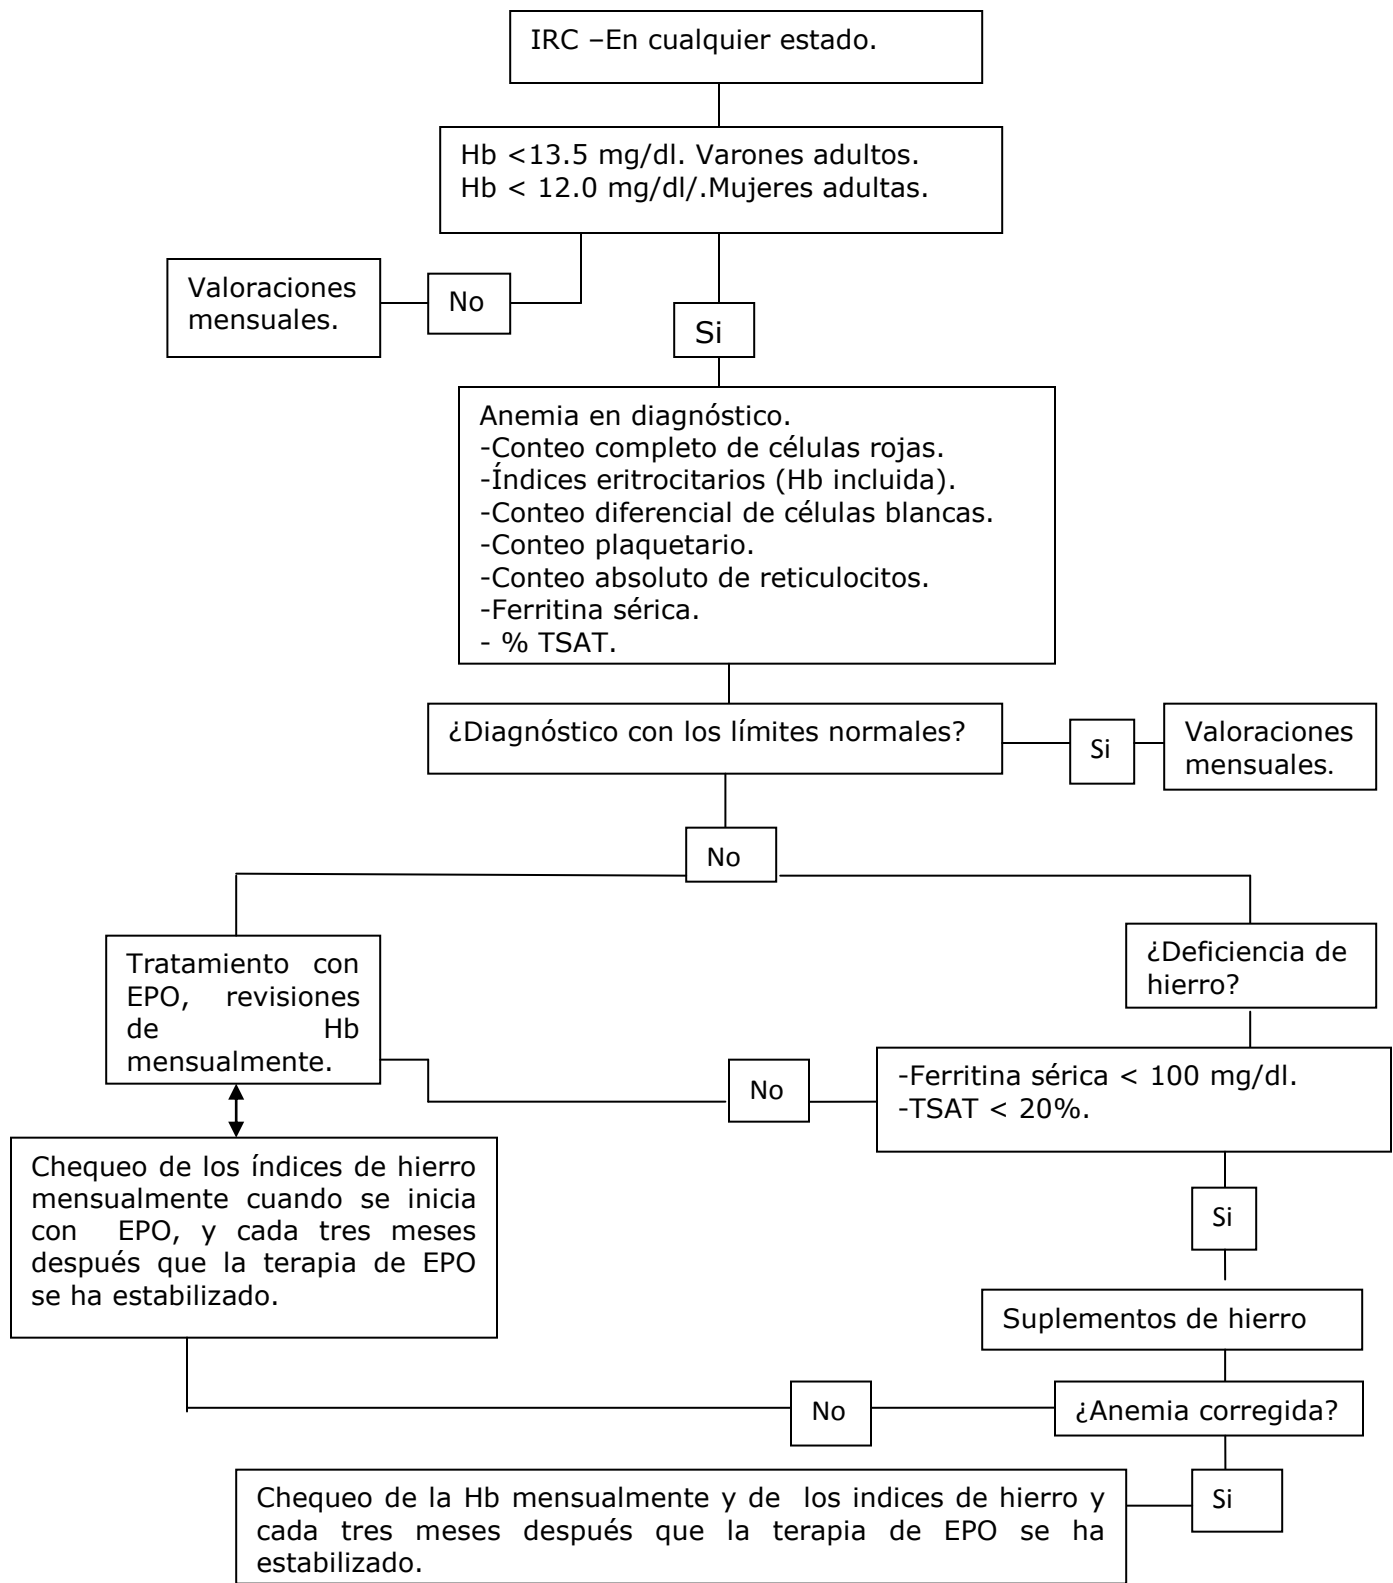 IRC –En cualquier estado.
Hb <13.5 mg/dl. Varones adultos.
Hb < 12.0 mg/dl/.Mujeres adultas.
Valoraciones
mensuales.
No
Si
Anemia en diagnóstico.
-Conteo completo de células rojas.
-Índices eritrocitarios (Hb incluida).
-Conteo diferencial de células blancas.
-Conteo plaquetario.
-Conteo absoluto de reticulocitos.
-Ferritina sérica.
- % TSAT.
¿Diagnóstico con los límites normales?
Si
Valoraciones
mensuales.
No
Tratamiento con
EPO, revisiones
de Hb
mensualmente.
¿Deficiencia de
hierro?
No
-Ferritina sérica < 100 mg/dl.
-TSAT < 20%.
Chequeo de los índices de hierro
mensualmente cuando se inicia
con EPO, y cada tres meses
después que la terapia de EPO
se ha estabilizado.
Si
Suplementos de hierro
No
¿Anemia corregida?
Si
Chequeo de la Hb mensualmente y de los indices de hierro y
cada tres meses después que la terapia de EPO se ha
estabilizado.